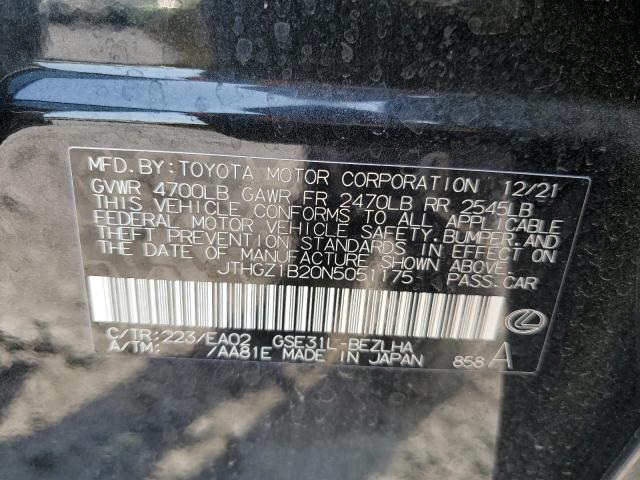 MFD. BY: TOYOTA MOTOR CORPORATION 12/21
GVWR 4700LB GAWR FR 2470LB RR 2545LB
THIS VEHICLE CONFORMS TO ALL APPLICABLE
FEDERAL MOTOR VEHICLE SAFETY, BUMPER, AND
THEFT PREVENTION STANDARDS IN EFFECT ON
THE DATE OF MANUFACTURE SHOWN ABOVE.
JTHGZ1B20N5051175 PASS.CAR
C/TR: 223/EA02 GSE31L-BEZLHA
A/TM: /AA81E MADE IN JAPAN 858 A